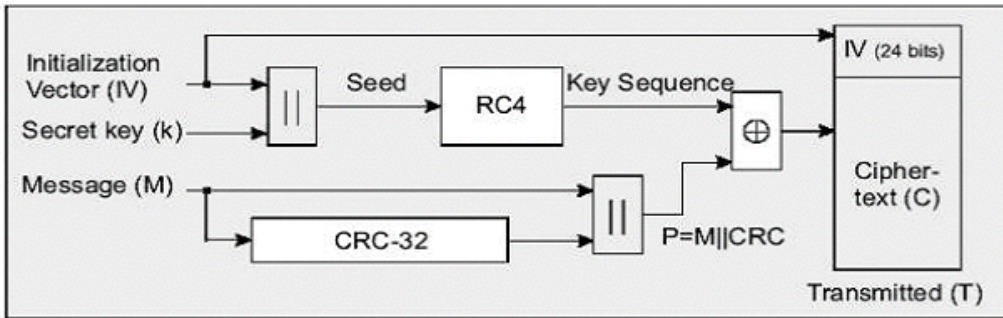 Initialization
Vector (IV)
Secret key (k)
Message (M)
||
Seed
RC4
Key Sequence
⊕
CRC-32
||
P=M||CRC
IV (24 bits)
Cipher-
text (C)
Transmitted (T)